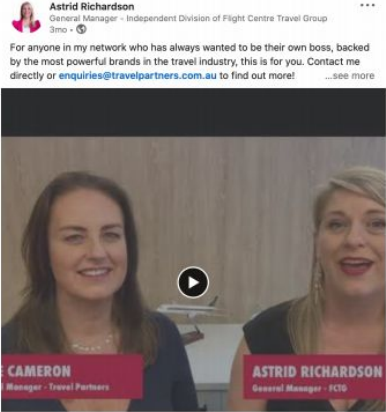 Astrid Richardson
General Manager - Independent Division of Flight Centre Travel Group
3mo •
For anyone in my network who has always wanted to be their own boss, backed
by the most powerful brands in the travel industry, this is for you. Contact me
directly or enquiries@travelpartners.com.au to find out more! ...see more
E CAMERON
l Manager - Travel Partners
ASTRID RICHARDSON
General Manager - FCTG